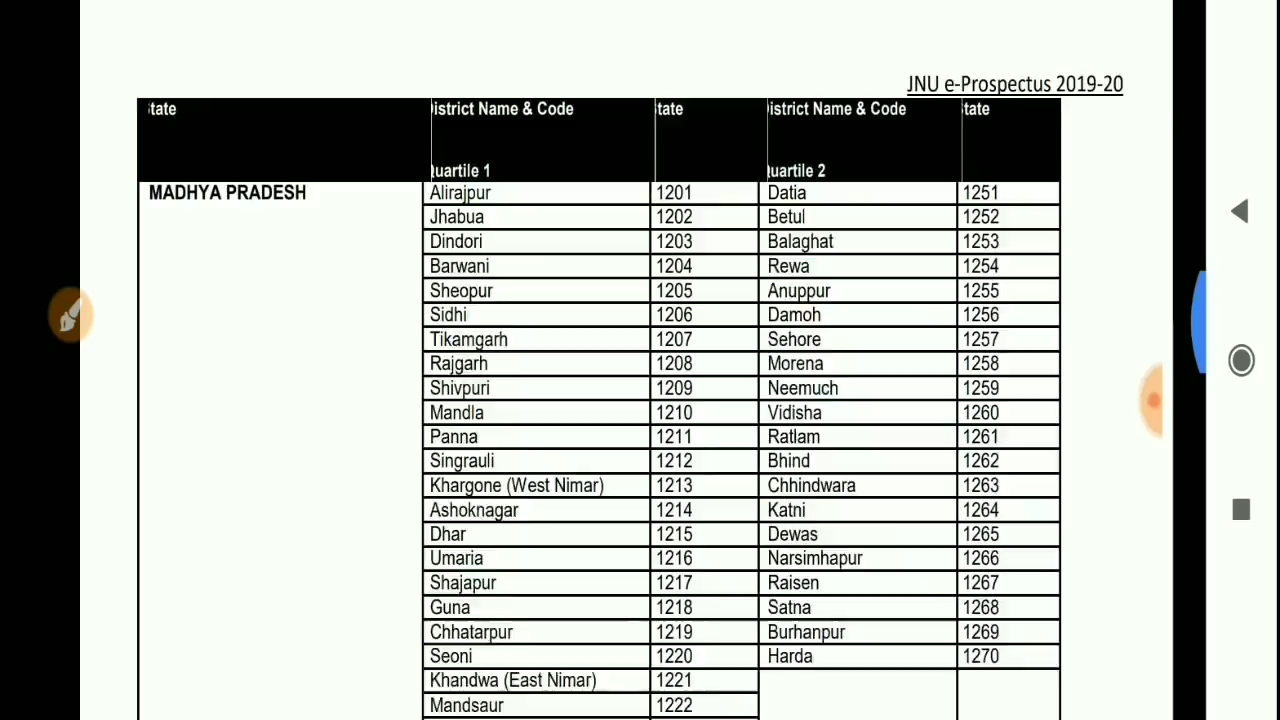 JNU e-Prospectus 2019-20
tate istrict Name & Code tate istrict Name & Code tate
uartile 1 uartile 2
MADHYA PRADESH Alirajpur 1201 Datia 1251
Jhabua 1202 Betul 1252
Dindori 1203 Balaghat 1253
Barwani 1204 Rewa 1254
Sheopur 1205 Anuppur 1255
Sidhi 1206 Damoh 1256
Tikamgarh 1207 Sehore 1257
Rajgarh 1208 Morena 1258
Shivpuri 1209 Neemuch 1259
Mandla 1210 Vidisha 1260
Panna 1211 Ratlam 1261
Singrauli 1212 Bhind 1262
Khargone (West Nimar) 1213 Chhindwara 1263
Ashoknagar 1214 Katni 1264
Dhar 1215 Dewas 1265
Umaria 1216 Narsimhapur 1266
Shajapur 1217 Raisen 1267
Guna 1218 Satna 1268
Chhatarpur 1219 Burhanpur 1269
Seoni 1220 Harda 1270
Khandwa (East Nimar) 1221
Mandsaur 1222